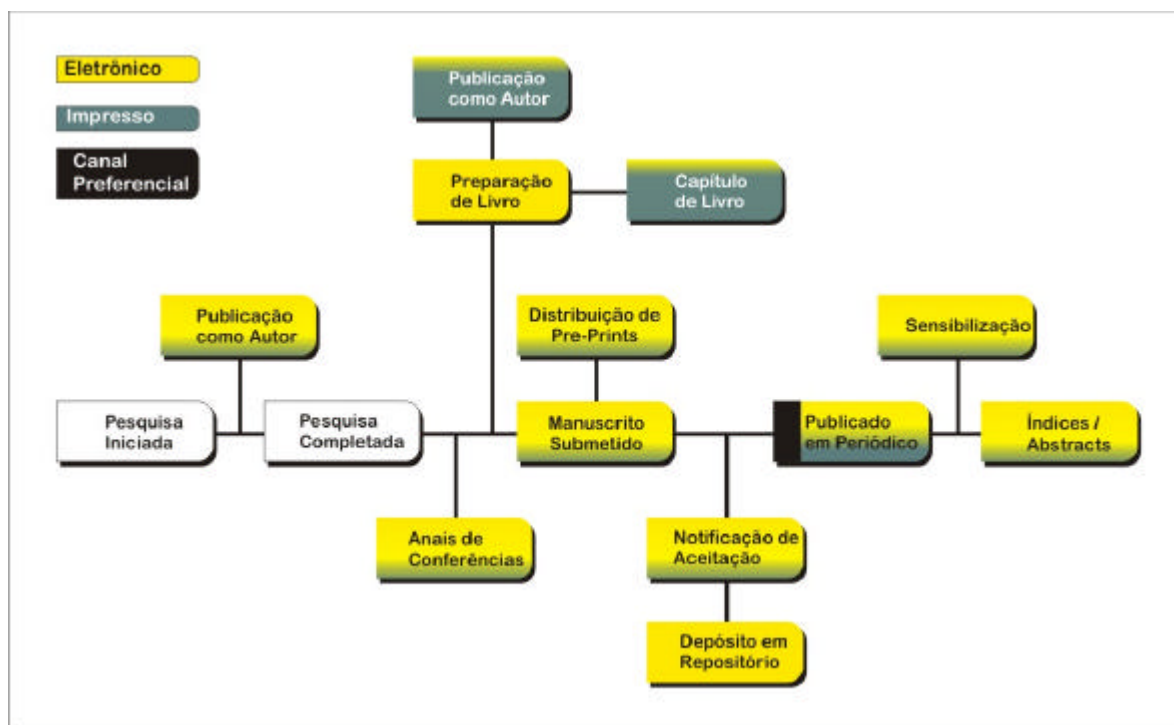 Eletrônico
Impresso
Canal
Preferencial
Publicação
como Autor
Preparação
de Livro
Capítulo
de Livro
Publicação
como Autor
Distribuição de
Pre-Prints
Sensibilização
Pesquisa
Iniciada
Pesquisa
Completada
Manuscrito
Submetido
Publicado
em Periódico
Índices /
Abstracts
Anais de
Conferências
Notificação de
Aceitação
Depósito em
Repositório